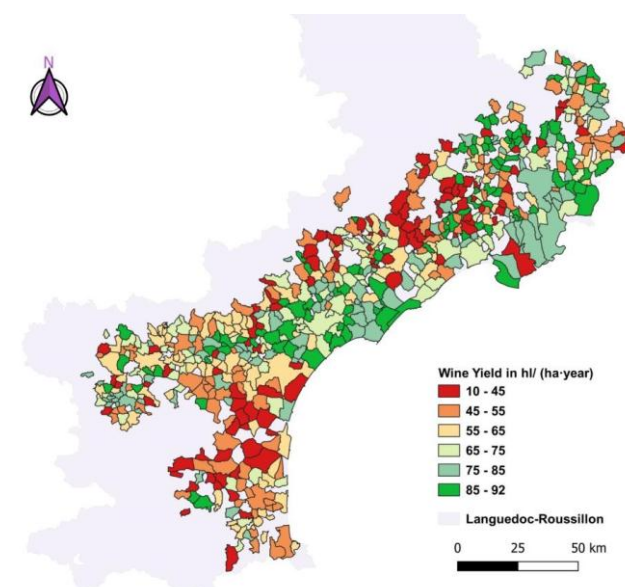 N
Wine Yield in hl/ (ha·year)
10 - 45
45 - 55
55 - 65
65 - 75
75 - 85
85 - 92
Languedoc-Roussillon
0 25 50 km